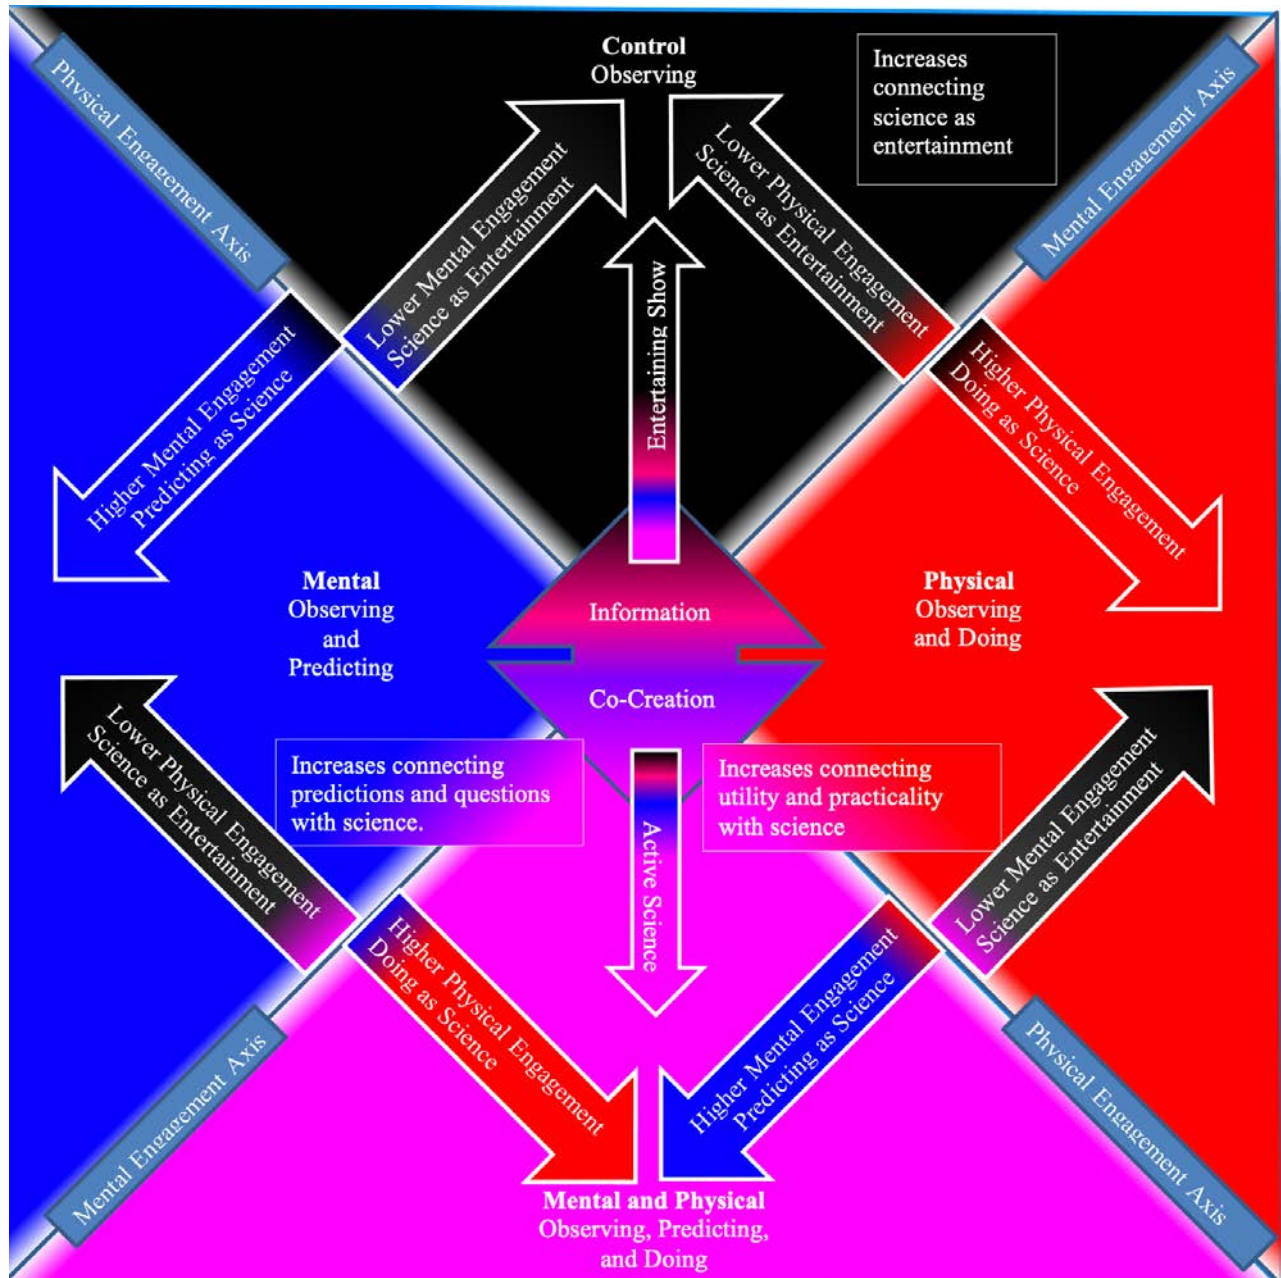 Control
Observing
Increases
connecting
science as
entertainment
Physical Engagement Axis
Mental Engagement Axis
Lower Mental Engagement
Science as Entertainment
Lower Physical Engagement
Science as Entertainment
Entertaining Show
Higher Mental Engagement
Predicting as Science
Higher Physical Engagement
Doing as Science
Mental
Observing
and
Predicting
Information
Co-Creation
Physical
Observing
and Doing
Lower Physical Engagement
Science as Entertainment
Increases connecting
predictions and questions
with science.
Active Science
Increases connecting
utility and practicality
with science
Lower Mental Engagement
Science as Entertainment
Higher Physical Engagement
Doing as Science
Higher Mental Engagement
Predicting as Science
Mental Engagement Axis
Physical Engagement Axis
Mental and Physical
Observing, Predicting,
and Doing